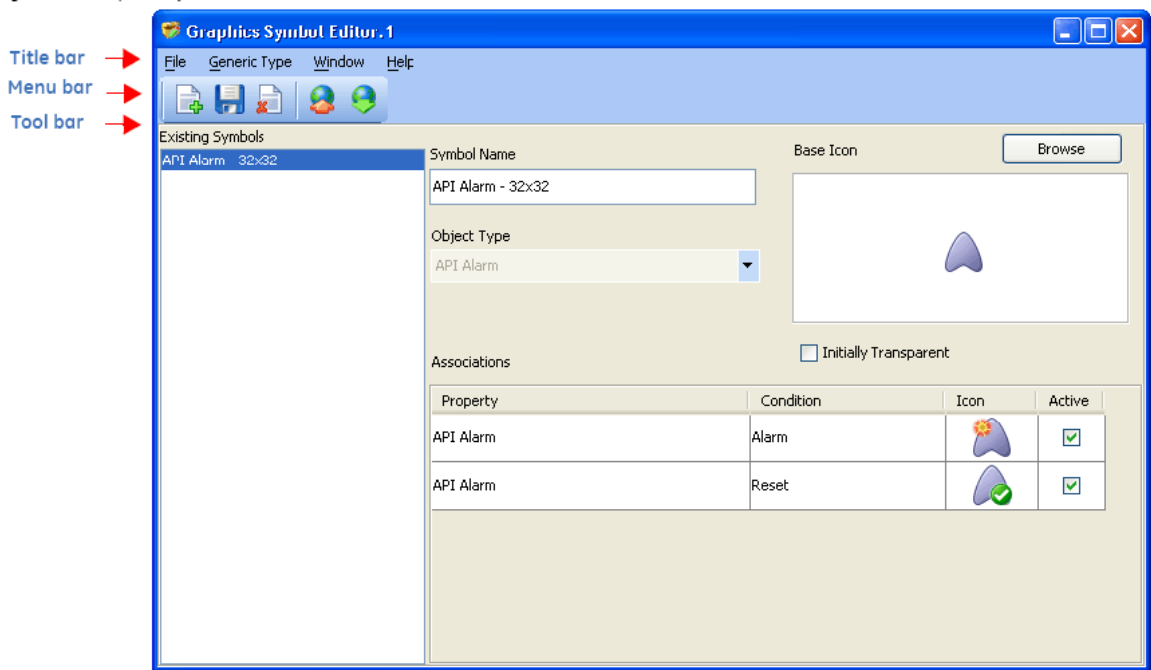 Graphics Symbol Editor.1
Title bar
File Generic Type Window Help
Menu bar
Tool bar
Existing Symbols
API Alarm 32x32
Symbol Name
Base Icon
Browse
API Alarm - 32x32
Object Type
API Alarm
Initially Transparent
Associations
Property Condition Icon Active
API Alarm Alarm
API Alarm Reset